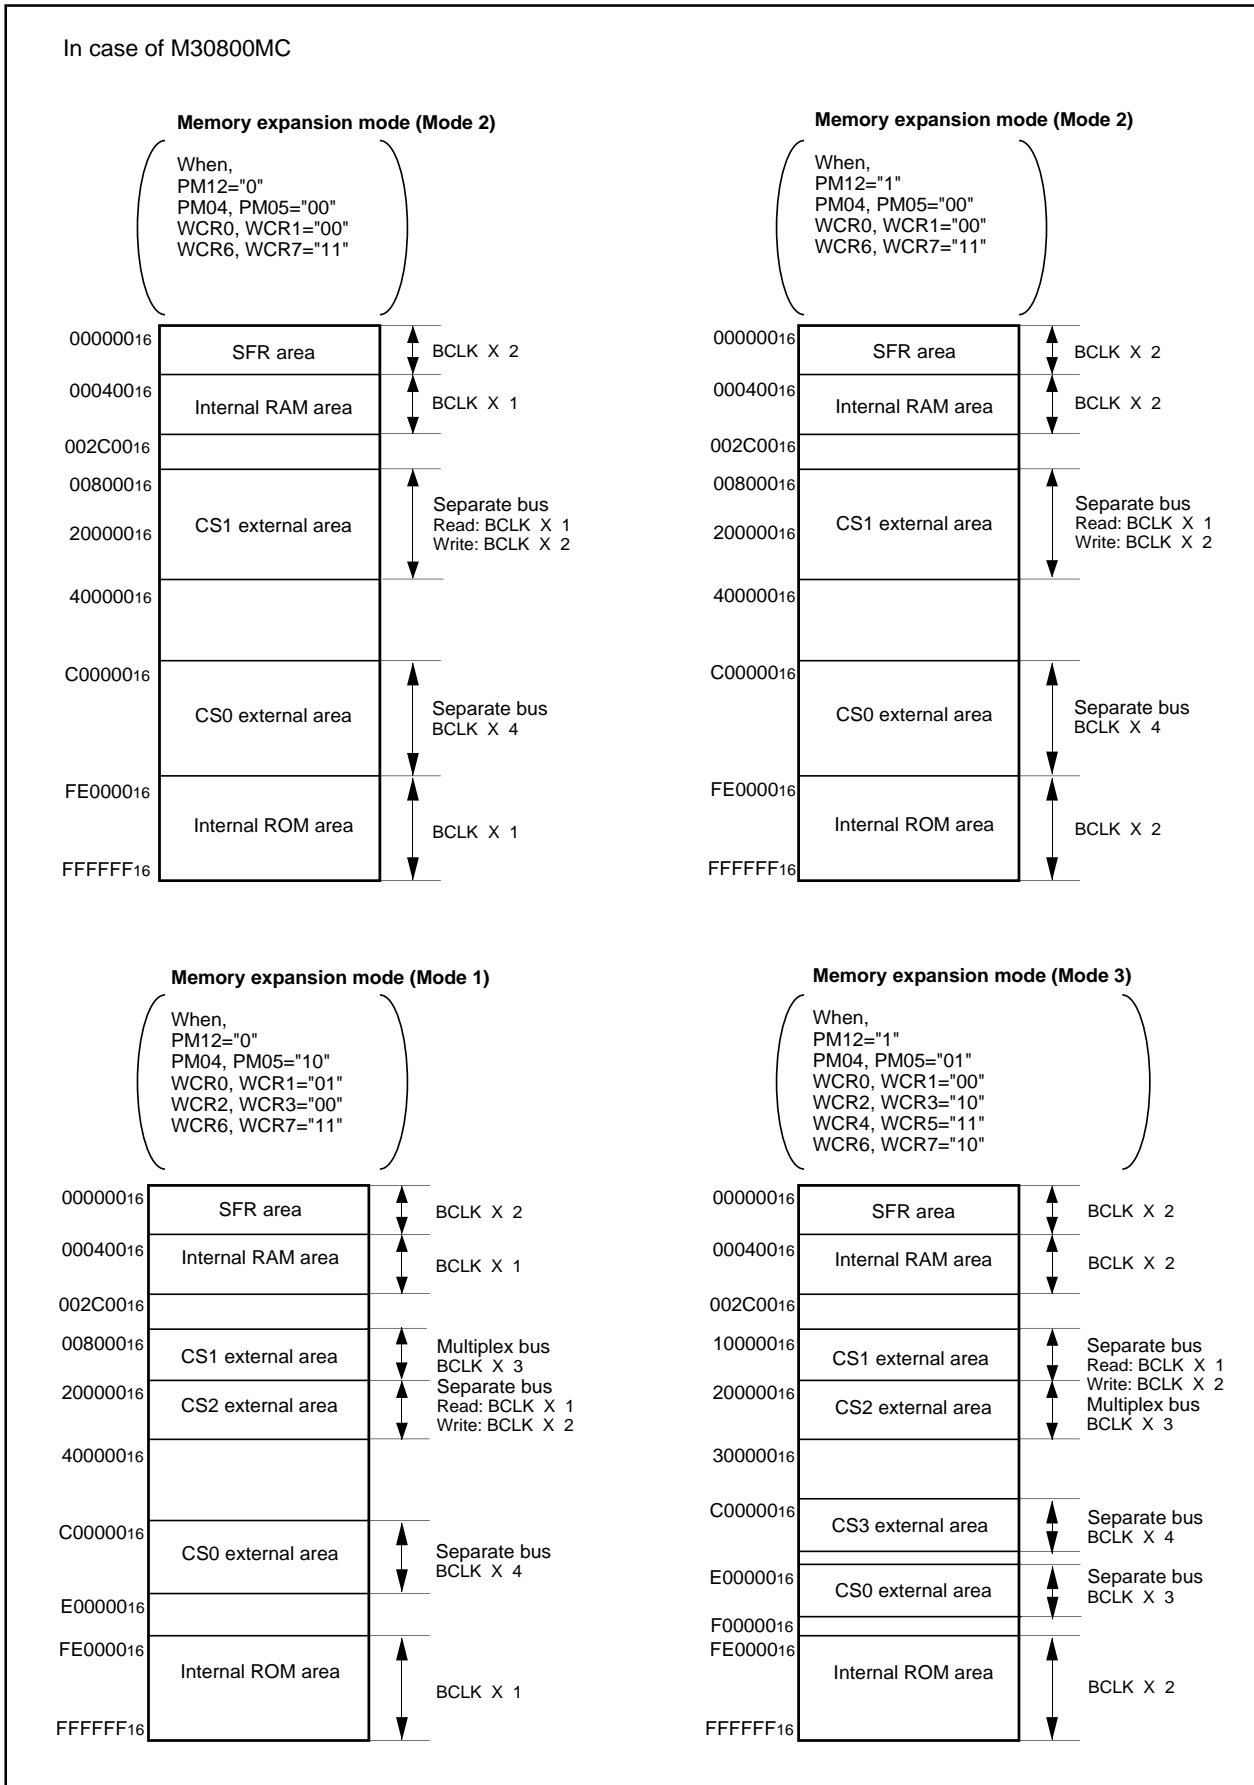 In case of M30800MC
Memory expansion mode (Mode 2)
When,
PM12="0"
PM04, PM05="00"
WCR0, WCR1="00"
WCR6, WCR7="11"
00000016
SFR area
BCLK X 2
00040016
Internal RAM area
BCLK X 1
002C0016
00800016
CS1 external area
20000016
Separate bus
Read: BCLK X 1
Write: BCLK X 2
40000016
C0000016
CS0 external area
Separate bus
BCLK X 4
FE000016
Internal ROM area
BCLK X 1
FFFFFF16
Memory expansion mode (Mode 2)
When,
PM12="1"
PM04, PM05="00"
WCR0, WCR1="00"
WCR6, WCR7="11"
00000016
SFR area
BCLK X 2
00040016
Internal RAM area
BCLK X 2
002C0016
00800016
CS1 external area
20000016
Separate bus
Read: BCLK X 1
Write: BCLK X 2
40000016
C0000016
CS0 external area
Separate bus
BCLK X 4
FE000016
Internal ROM area
BCLK X 2
FFFFFF16
Memory expansion mode (Mode 1)
When,
PM12="0"
PM04, PM05="10"
WCR0, WCR1="01"
WCR2, WCR3="00"
WCR6, WCR7="11"
00000016
SFR area
BCLK X 2
00040016
Internal RAM area
BCLK X 1
002C0016
00800016
CS1 external area
Multiplex bus
BCLK X 3
20000016
CS2 external area
Separate bus
Read: BCLK X 1
Write: BCLK X 2
40000016
C0000016
CS0 external area
Separate bus
BCLK X 4
E0000016
FE000016
Internal ROM area
BCLK X 1
FFFFFF16
Memory expansion mode (Mode 3)
When,
PM12="1"
PM04, PM05="01"
WCR0, WCR1="00"
WCR2, WCR3="10"
WCR4, WCR5="11"
WCR6, WCR7="10"
00000016
SFR area
BCLK X 2
00040016
Internal RAM area
BCLK X 2
002C0016
10000016
CS1 external area
Separate bus
Read: BCLK X 1
Write: BCLK X 2
20000016
CS2 external area
Multiplex bus
BCLK X 3
30000016
C0000016
CS3 external area
Separate bus
BCLK X 4
E0000016
CS0 external area
Separate bus
BCLK X 3
F0000016
FE000016
Internal ROM area
BCLK X 2
FFFFFF16